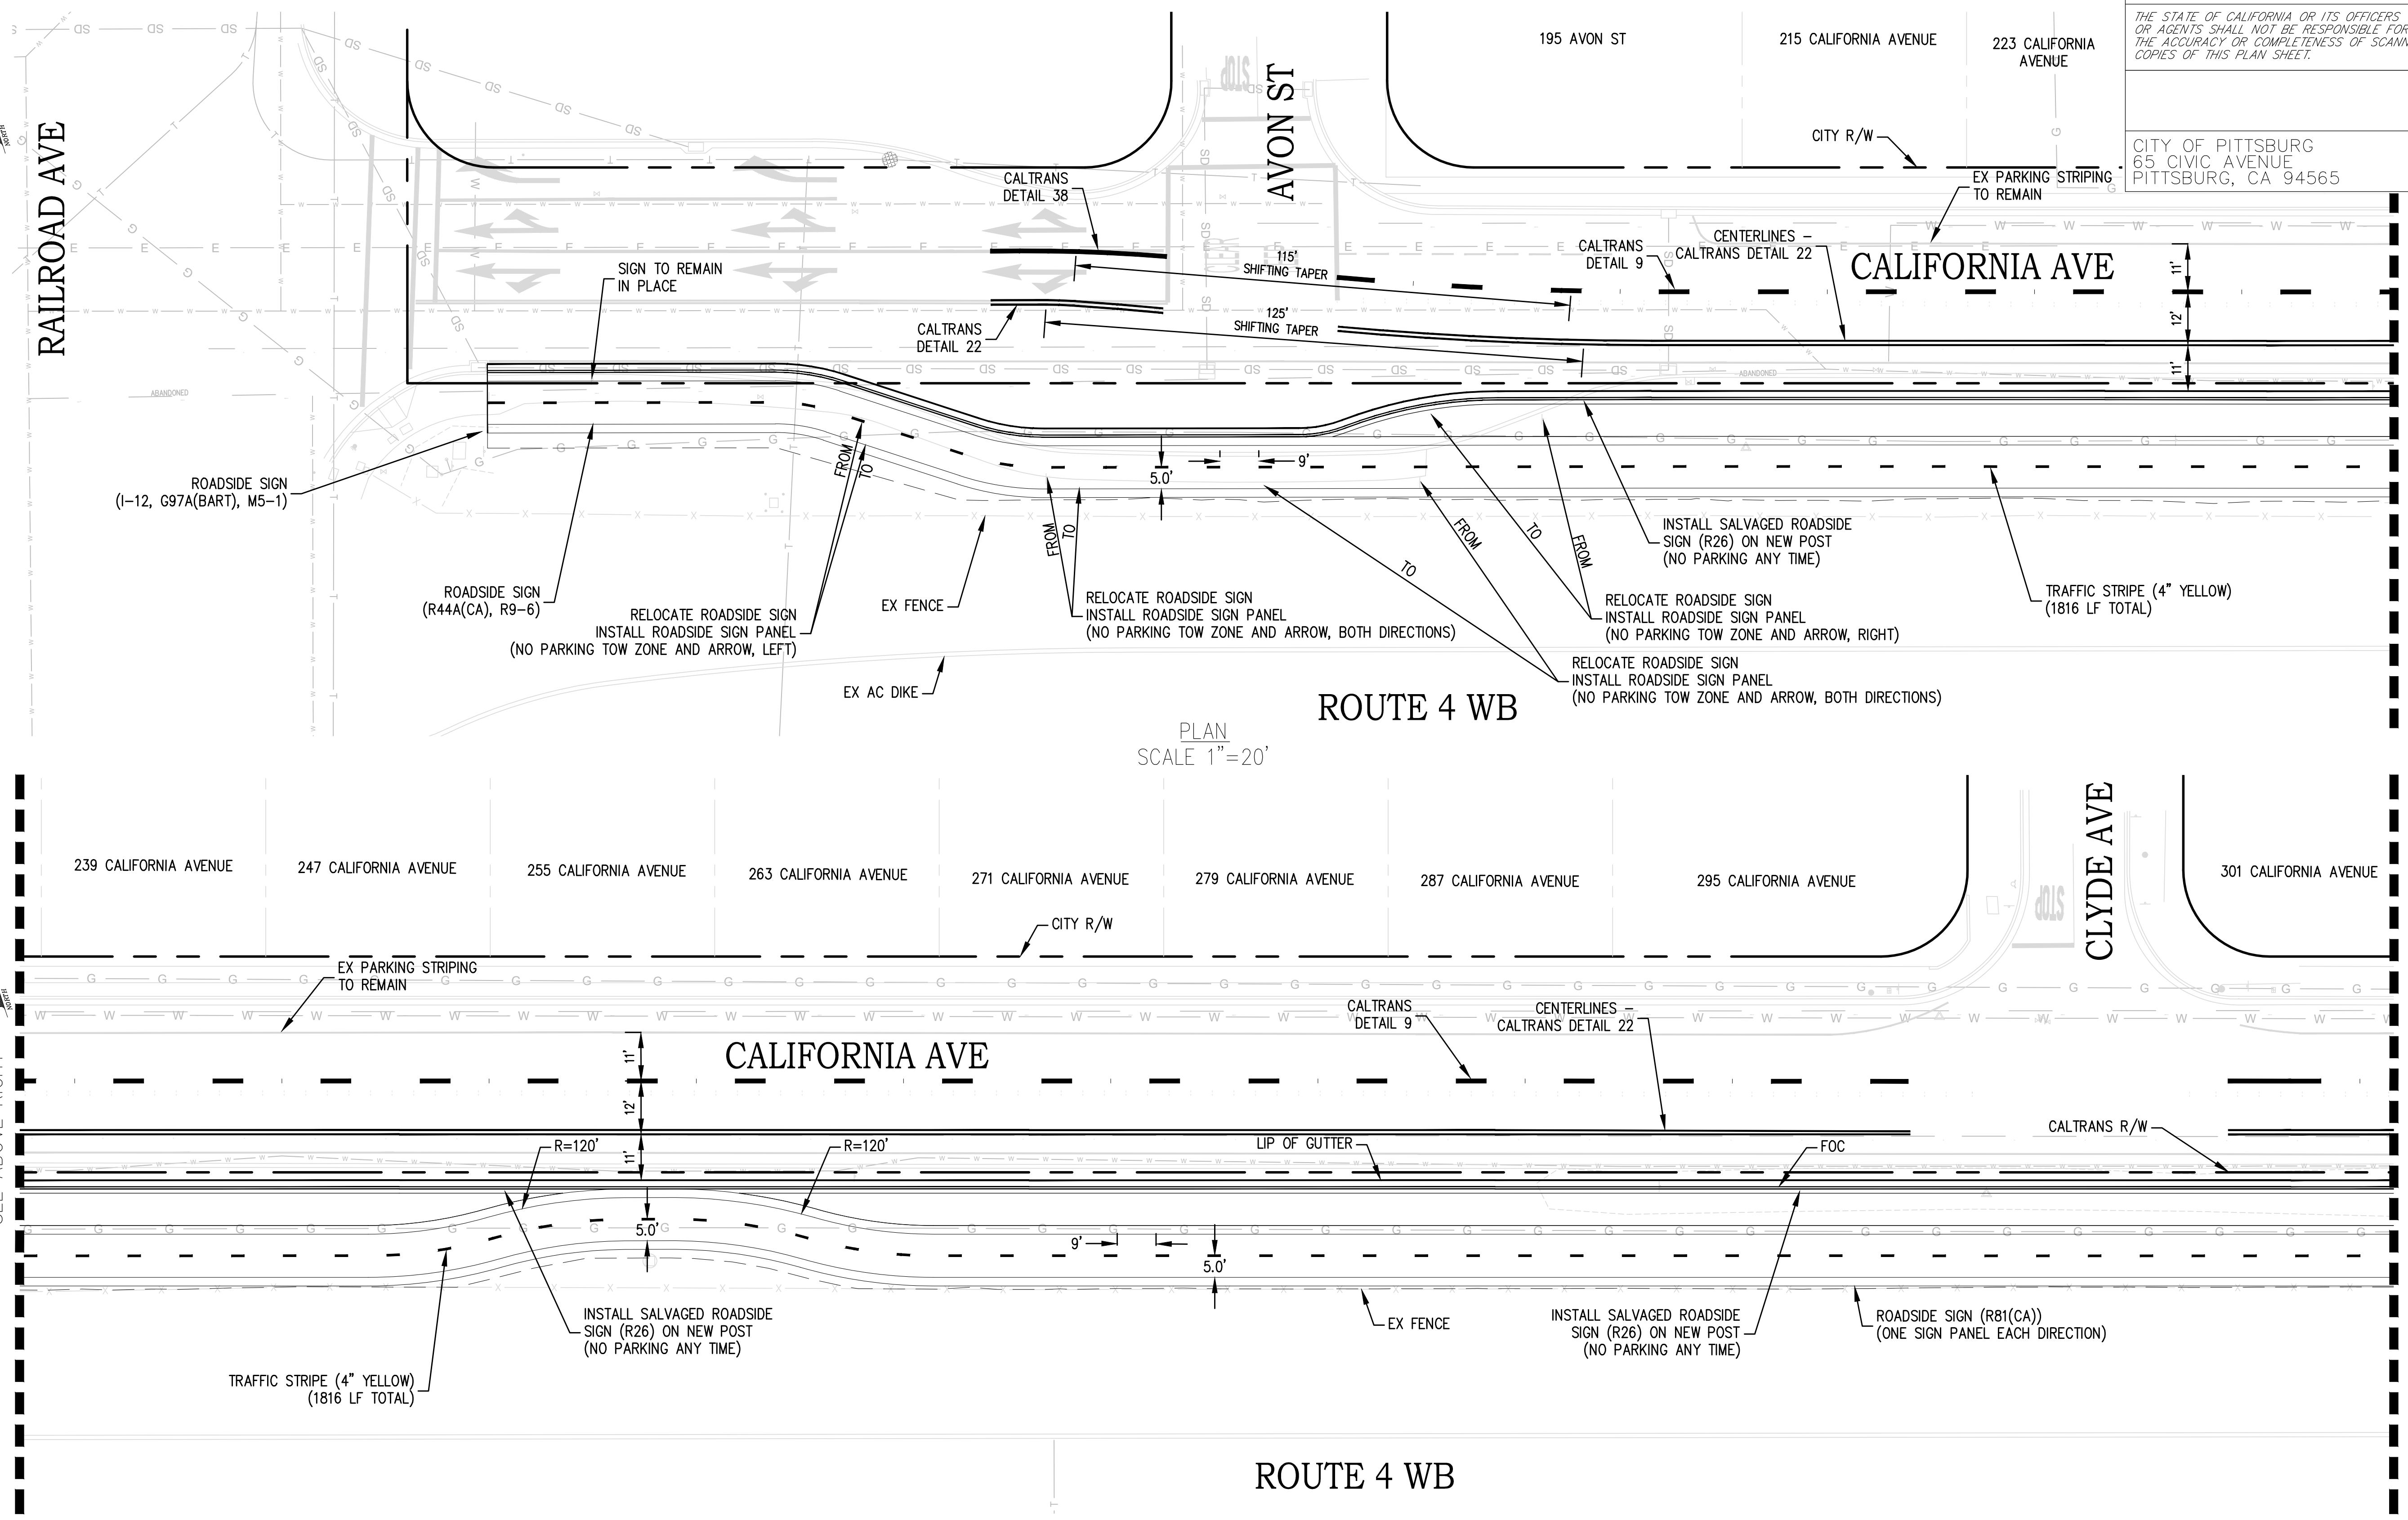 THE STATE OF CALIFORNIA OR ITS OFFICERS
OR AGENTS SHALL NOT BE RESPONSIBLE FOR
THE ACCURACY OR COMPLETENESS OF
COPIES OF THIS PLAN SHEET.
CITY OF PITTSBURG
65 CIVIC AVENUE
PITTSBURG, CA 94565
195 AVON ST
215 CALIFORNIA AVENUE
223 CALIFORNIA
AVENUE
RAILROAD AVE
AVON ST
STOP
CITY R/W
EX PARKING STRIPING
TO REMAIN
CALTRANS
DETAIL 38
SIGN TO REMAIN
IN PLACE
115'
SHIFTING TAPER
CALTRANS
DETAIL 9
CENTERLINES -
CALTRANS DETAIL 22
CALIFORNIA AVE
11'
12'
11'
CALTRANS
DETAIL 22
125'
SHIFTING TAPER
ABANDONED
ABANDONED
ROADSIDE SIGN
(I-12, G97A(BART), M5-1)
FROM
TO
5.0'
9'
ROADSIDE SIGN
(R44A(CA), R9-6)
RELOCATE ROADSIDE SIGN
INSTALL ROADSIDE SIGN PANEL
(NO PARKING TOW ZONE AND ARROW, LEFT)
EX FENCE
FROM
TO
RELOCATE ROADSIDE SIGN
INSTALL ROADSIDE SIGN PANEL
(NO PARKING TOW ZONE AND ARROW, BOTH DIRECTIONS)
TO
FROM
TO
FROM
INSTALL SALVAGED ROADSIDE
SIGN (R26) ON NEW POST
(NO PARKING ANY TIME)
RELOCATE ROADSIDE SIGN
INSTALL ROADSIDE SIGN PANEL
(NO PARKING TOW ZONE AND ARROW, RIGHT)
TRAFFIC STRIPE (4" YELLOW)
(1816 LF TOTAL)
RELOCATE ROADSIDE SIGN
INSTALL ROADSIDE SIGN PANEL
(NO PARKING TOW ZONE AND ARROW, BOTH DIRECTIONS)
EX AC DIKE
ROUTE 4 WB
PLAN
SCALE 1"=20'
239 CALIFORNIA AVENUE
247 CALIFORNIA AVENUE
255 CALIFORNIA AVENUE
263 CALIFORNIA AVENUE
271 CALIFORNIA AVENUE
279 CALIFORNIA AVENUE
287 CALIFORNIA AVENUE
295 CALIFORNIA AVENUE
STOP
CLYDE AVE
301 CALIFORNIA AVENUE
CITY R/W
EX PARKING STRIPING
TO REMAIN
CALTRANS
DETAIL 9
CENTERLINES -
CALTRANS DETAIL 22
CALIFORNIA AVE
11'
12'
11'
R=120'
R=120'
LIP OF GUTTER
FOC
CALTRANS R/W
5.0'
9'
5.0'
INSTALL SALVAGED ROADSIDE
SIGN (R26) ON NEW POST
(NO PARKING ANY TIME)
EX FENCE
INSTALL SALVAGED ROADSIDE
SIGN (R26) ON NEW POST
(NO PARKING ANY TIME)
ROADSIDE SIGN (R81(CA))
(ONE SIGN PANEL EACH DIRECTION)
TRAFFIC STRIPE (4" YELLOW)
(1816 LF TOTAL)
ROUTE 4 WB